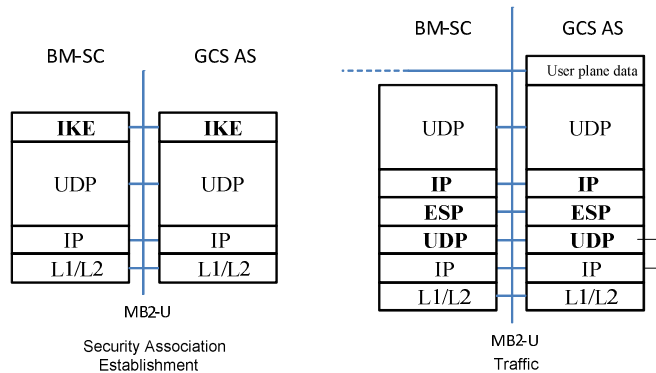 BM-SC GCS AS
IKE IKE
UDP UDP
IP IP
L1/L2 L1/L2
MB2-U
Security Association
Establishment
BM-SC GCS AS
User plane data
UDP UDP
IP IP
ESP ESP
UDP UDP
IP IP
L1/L2 L1/L2
MB2-U
Traffic